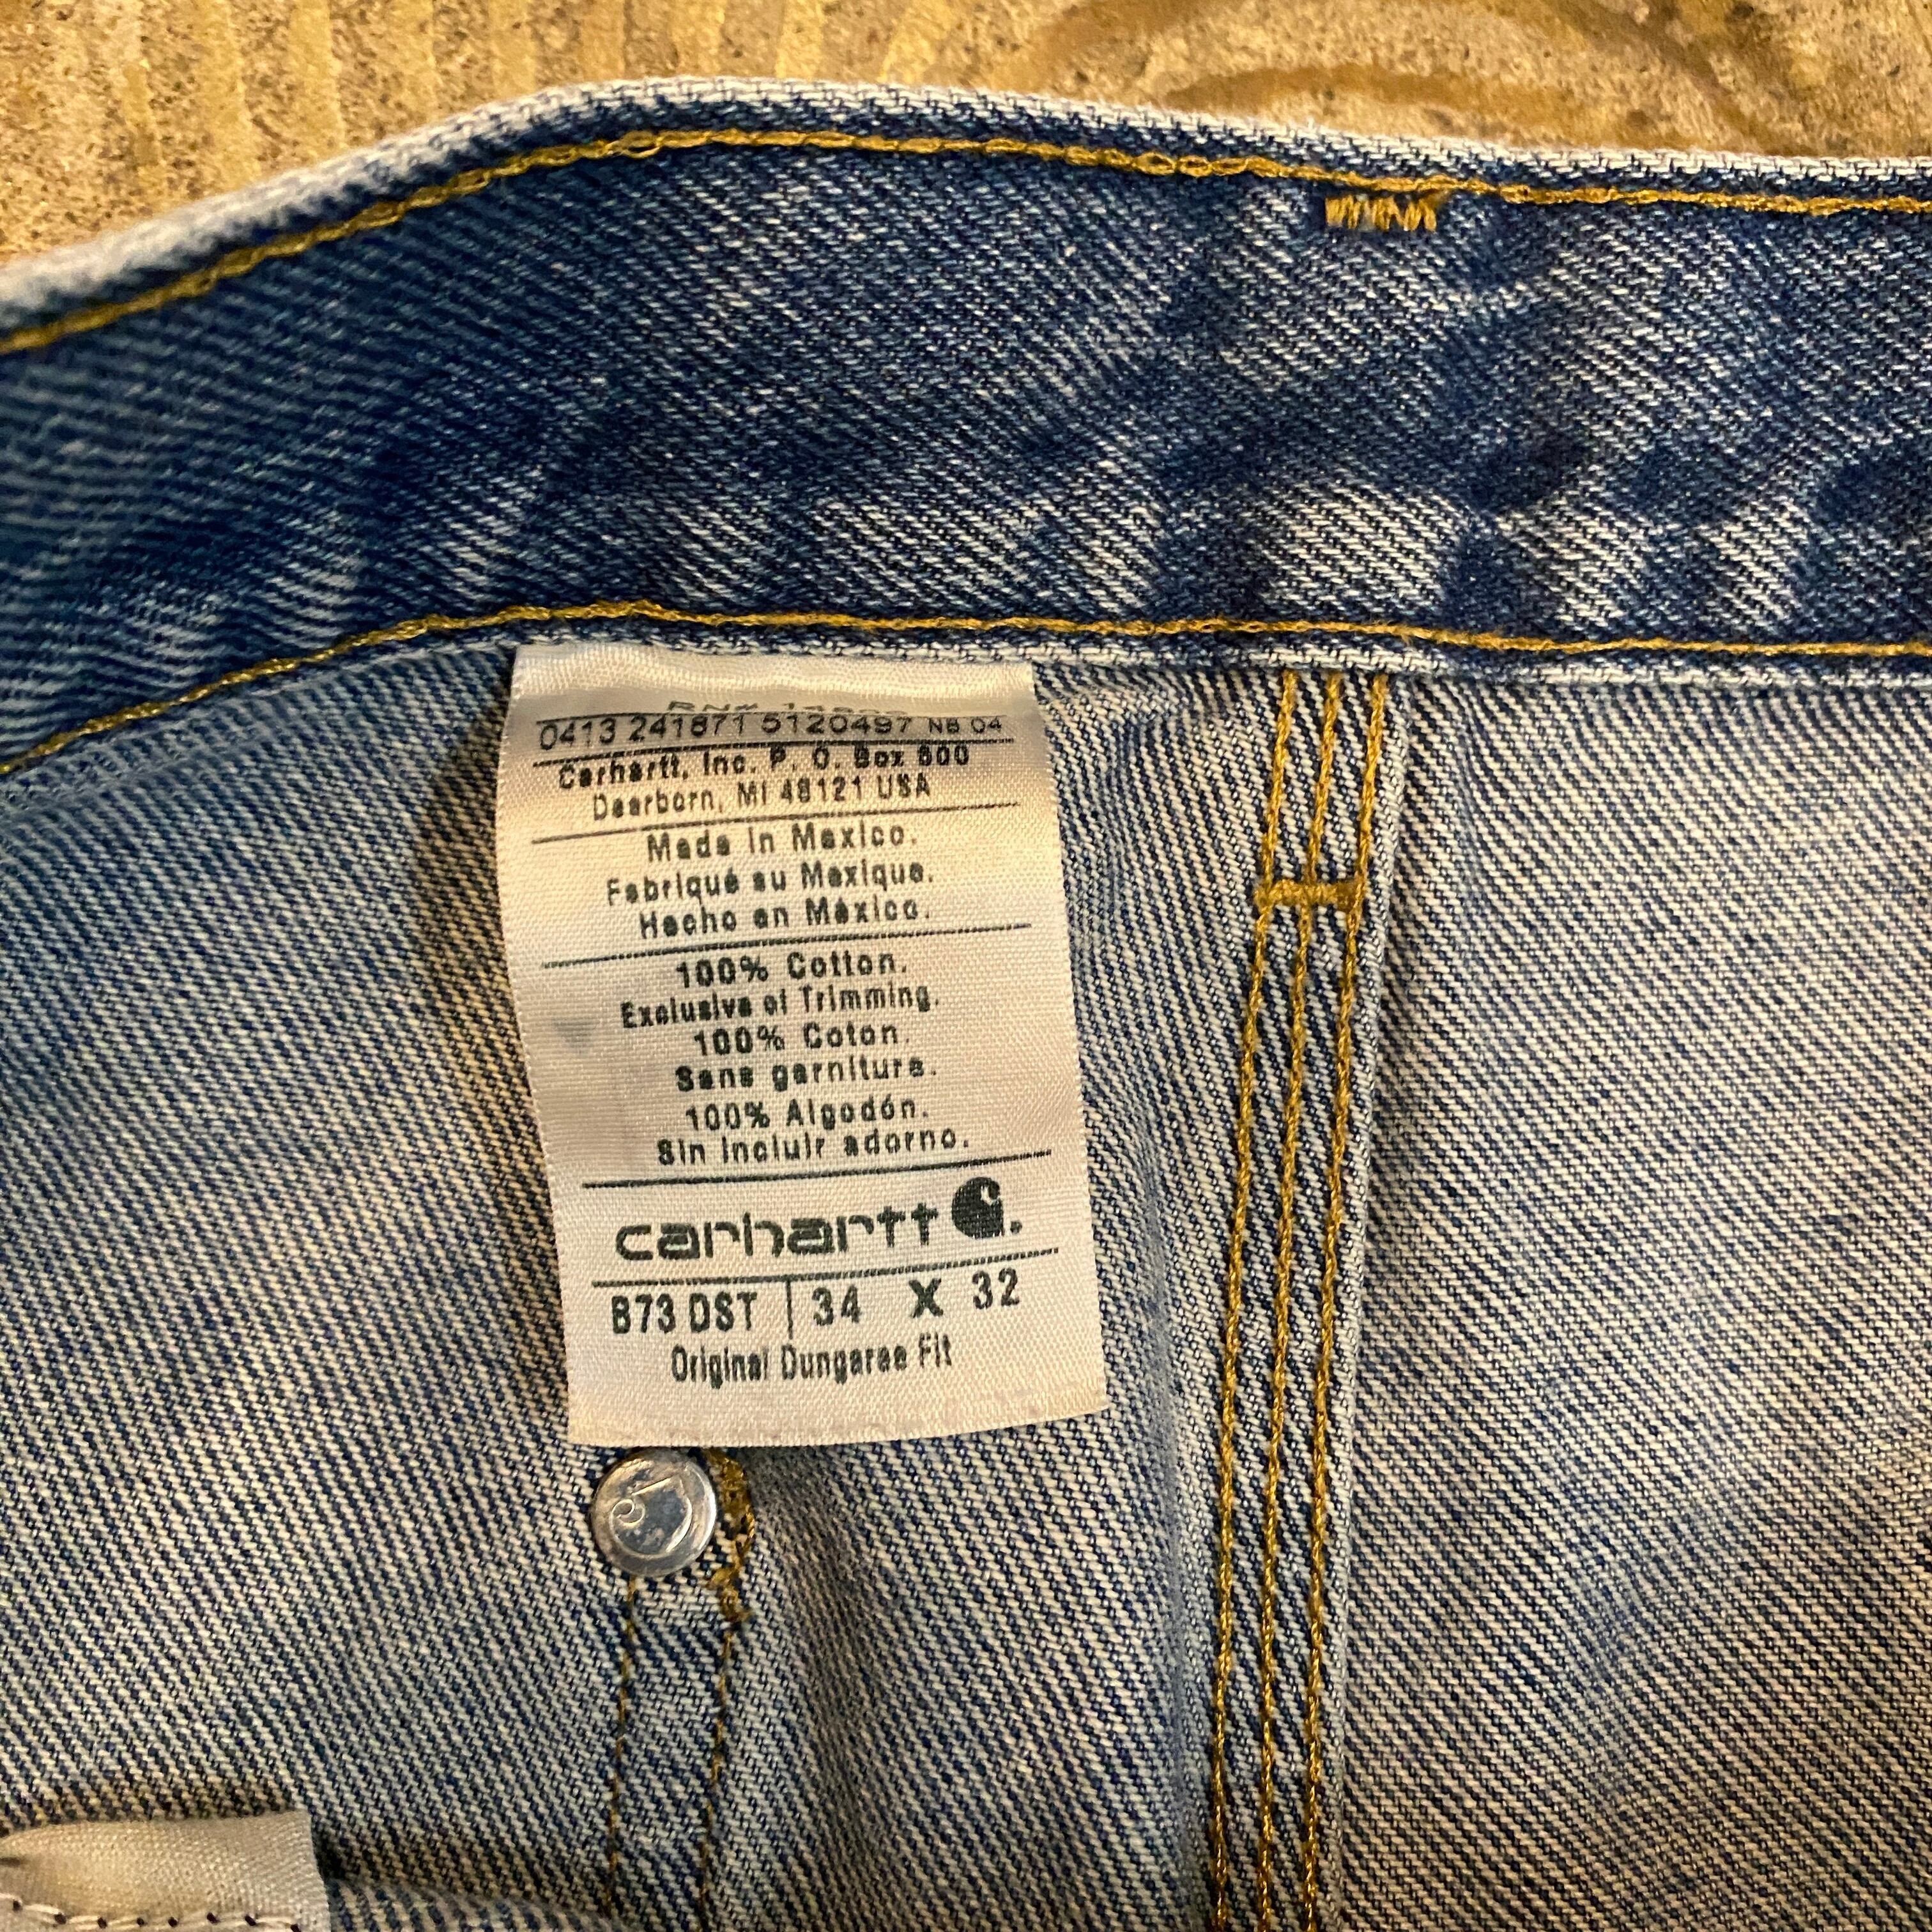 RN#
0413 241871 5120497 NB 04
Carhartt, Inc. P. O. Box 600
Dearborn, MI 48121 USA
Made in Mexico.
Fabriqué au Mexique.
Hecho en México.
100% Cotton.
Exclusive of Trimming.
100% Coton.
Sans garniture.
100% Algodón.
Sin incluir adorno.
carhartt
B73 DST | 34 X 32
Original Dungaree Fit